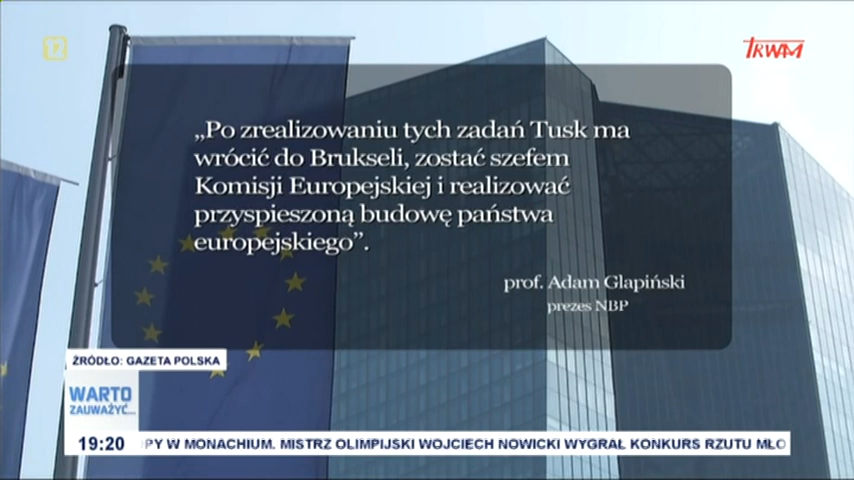 12
TRWAM
„Po zrealizowaniu tych zadań Tusk ma
wrócić do Brukseli, zostać szefem
Komisji Europejskiej i realizować
przyspieszoną budowę państwa
europejskiego”.
prof. Adam Glapiński
prezes NBP
ŹRÓDŁO: GAZETA POLSKA
WARTO
ZAUWAŻYĆ...
19:20 OPY W MONACHIUM. MISTRZ OLIMPIJSKI WOJCIECH NOWICKI WYGRAŁ KONKURS RZUTU MŁO